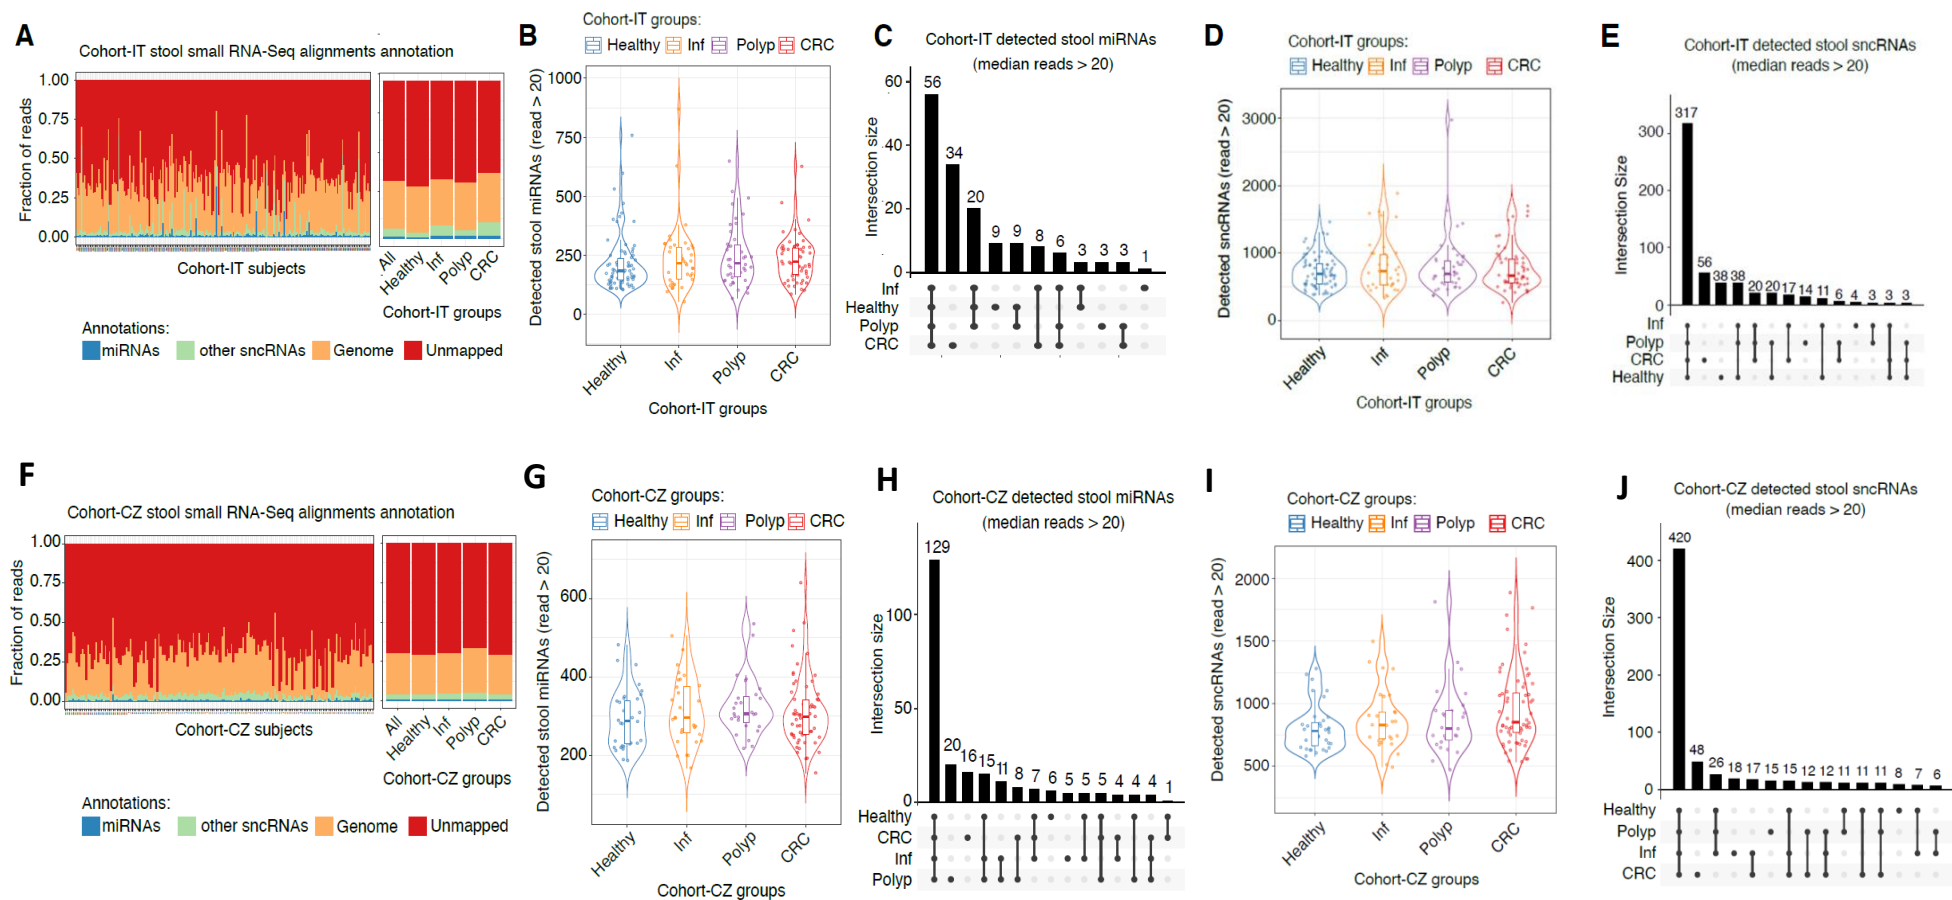 A
Cohort-IT stool small RNA-Seq alignments annotation
Fraction of reads
1.00
0.75
0.50
0.25
0.00
Cohort-IT subjects
All
Healthy
Inf
Polyp
CRC
Cohort-IT groups
Annotations:
miRNAs
other sncRNAs
Genome
Unmapped
B
Cohort-IT groups:
Healthy
Inf
Polyp
CRC
Detected stool miRNAs (read > 20)
1000
750
500
250
0
Healthy
Inf
Polyp
CRC
Cohort-IT groups
C
Cohort-IT detected stool miRNAs
(median reads > 20)
Intersection size
60
40
20
0
56
34
20
9
9
8
6
3
3
3
1
Inf
Healthy
Polyp
CRC
D
Cohort-IT groups:
Healthy
Inf
Polyp
CRC
Detected sncRNAs (read > 20)
3000
2000
1000
0
Healthy
Inf
Polyp
CRC
Cohort-IT groups
E
Cohort-IT detected stool sncRNAs
(median reads > 20)
Intersection Size
300
200
100
0
317
56
38
38
20
20
17
14
11
6
4
3
3
3
Inf
Polyp
CRC
Healthy
F
Cohort-CZ stool small RNA-Seq alignments annotation
Fraction of reads
1.00
0.75
0.50
0.25
0.00
Cohort-CZ subjects
All
Healthy
Inf
Polyp
CRC
Cohort-CZ groups
Annotations:
miRNAs
other sncRNAs
Genome
Unmapped
G
Cohort-CZ groups:
Healthy
Inf
Polyp
CRC
Detected stool miRNAs (read > 20)
600
400
200
Healthy
Inf
Polyp
CRC
Cohort-CZ groups
H
Cohort-CZ detected stool miRNAs
(median reads > 20)
Intersection size
100
50
0
129
20
16
15
11
8
7
6
5
5
5
4
4
4
1
Healthy
CRC
Inf
Polyp
I
Cohort-CZ groups:
Healthy
Inf
Polyp
CRC
Detected sncRNAs (read > 20)
2000
1500
1000
500
Healthy
Inf
Polyp
CRC
Cohort-CZ groups
J
Cohort-CZ detected stool sncRNAs
(median reads > 20)
Intersection Size
400
300
200
100
0
420
48
26
18
17
15
15
12
12
11
11
11
8
7
6
Healthy
Polyp
Inf
CRC